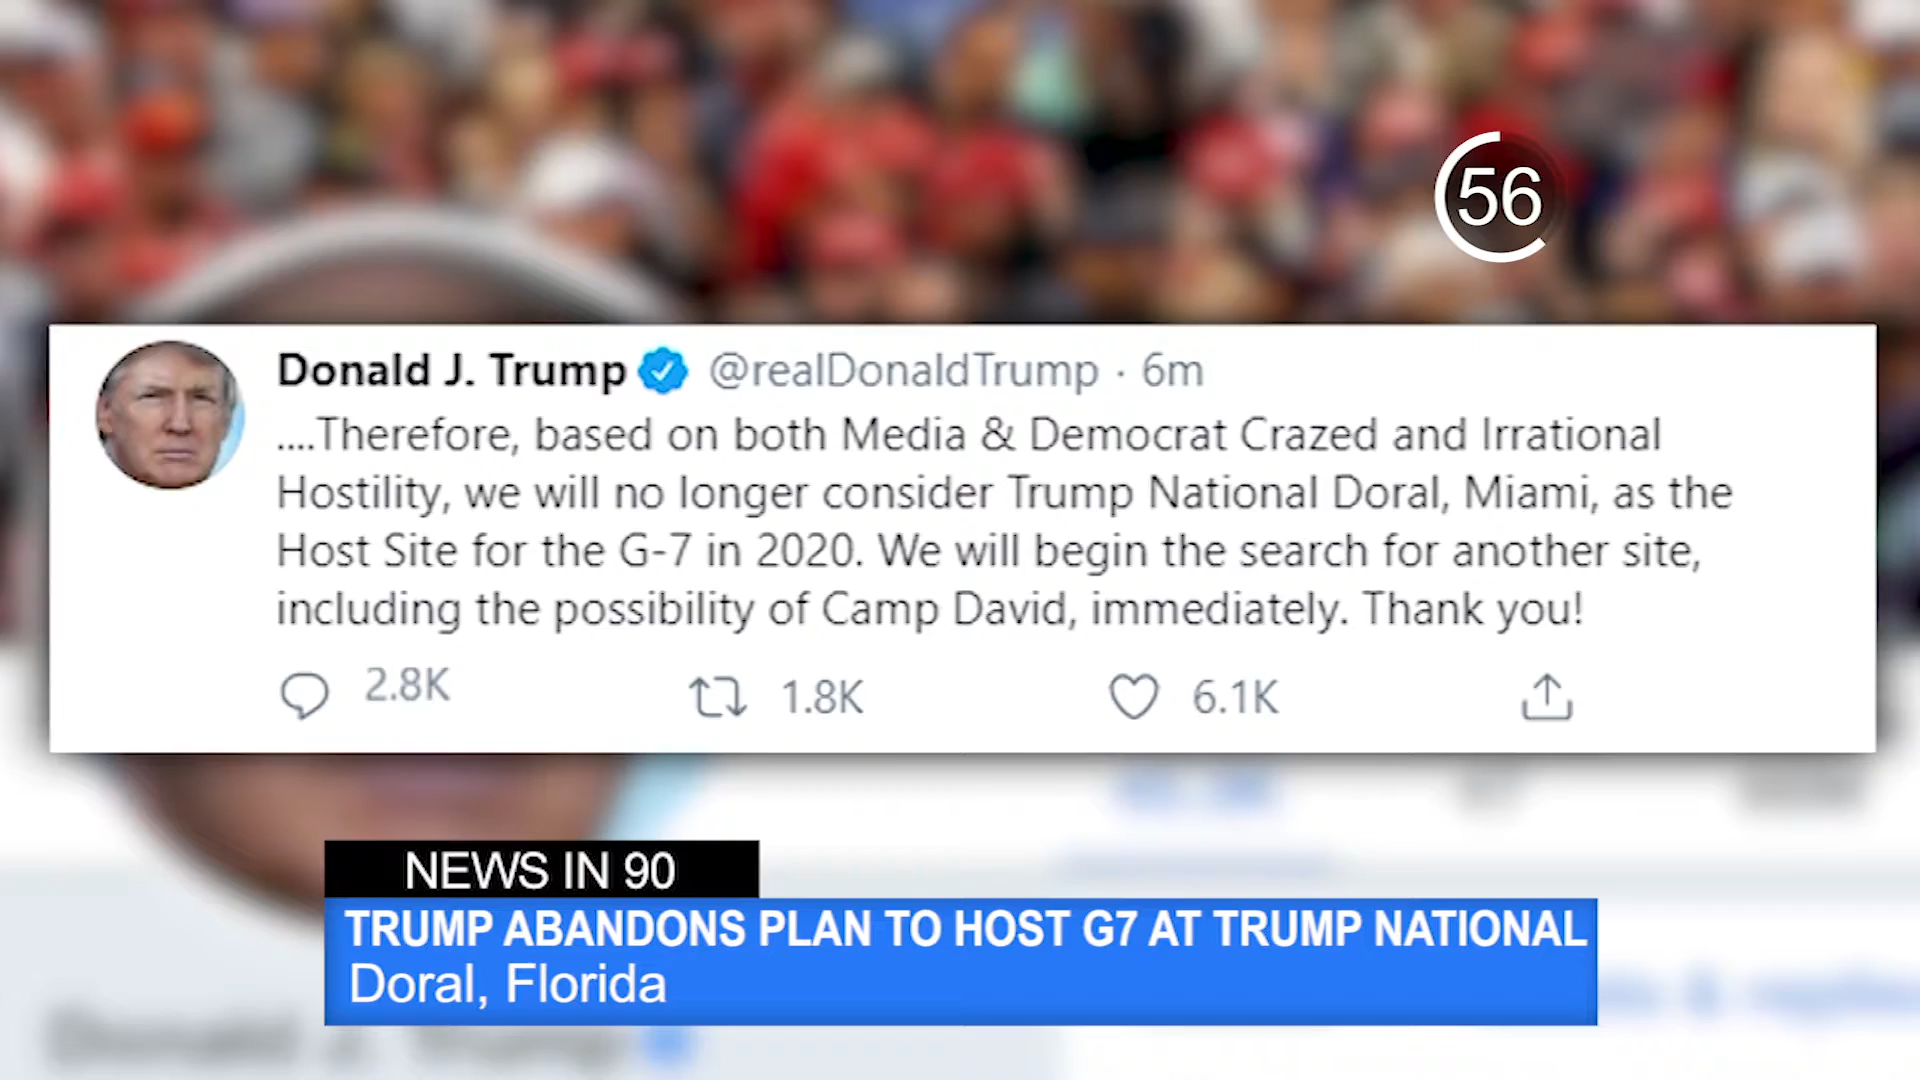 56
Donald J. Trump @realDonaldTrump · 6m
....Therefore, based on both Media & Democrat Crazed and Irrational
Hostility, we will no longer consider Trump National Doral, Miami, as the
Host Site for the G-7 in 2020. We will begin the search for another site,
including the possibility of Camp David, immediately. Thank you!
2.8K 1.8K 6.1K
NEWS IN 90
TRUMP ABANDONS PLAN TO HOST G7 AT TRUMP NATIONAL
Doral, Florida